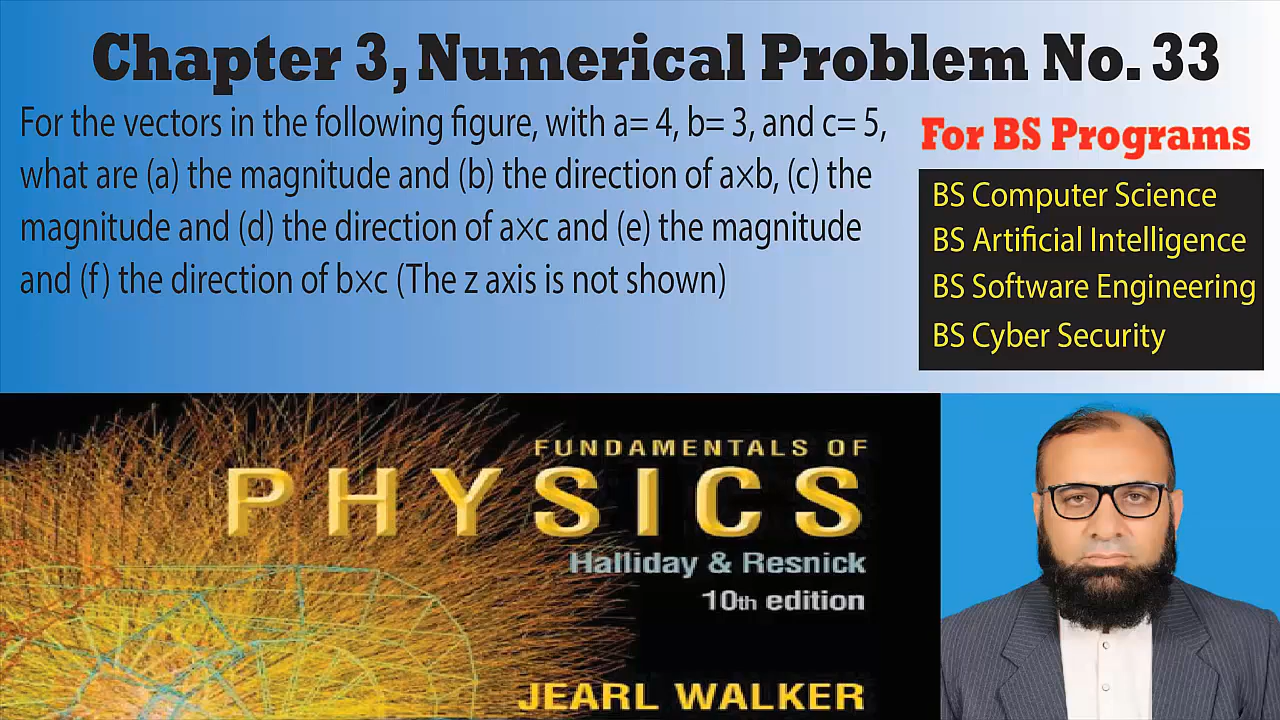 Chapter 3, Numerical Problem No. 33
For the vectors in the following figure, with a= 4, b= 3, and c= 5,
what are (a) the magnitude and (b) the direction of a×b, (c) the
magnitude and (d) the direction of a×c and (e) the magnitude
and (f) the direction of b×c (The z axis is not shown)
For BS Programs
BS Computer Science
BS Artificial Intelligence
BS Software Engineering
BS Cyber Security
FUNDAMENTALS OF
PHYSICS
Halliday & Resnick
10th edition
JEARL WALKER